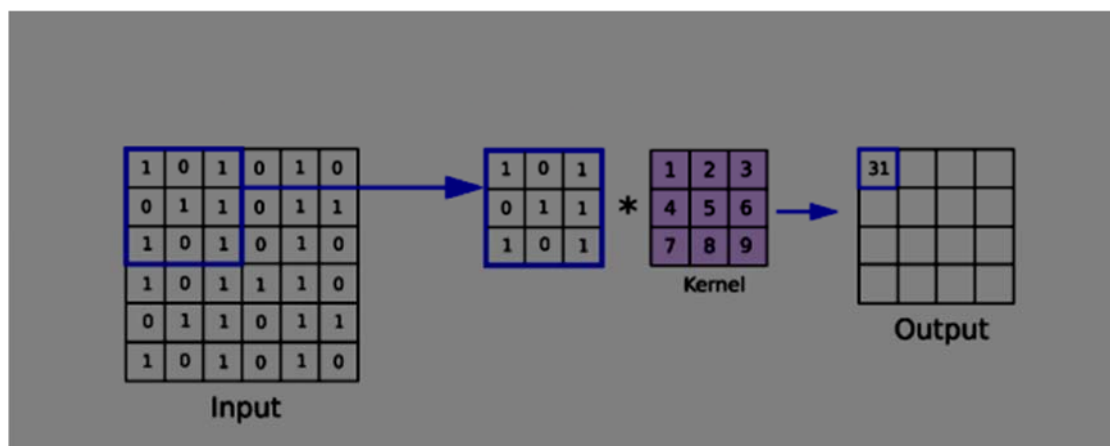 1 0 1 0 1 0 1 0 1 1 2 3 31
0 1 1 0 1 1 0 1 1 * 4 5 6
1 0 1 0 1 0 1 0 1 7 8 9
Kernel
1 0 1 1 1 0
0 1 1 0 1 1
1 0 1 0 1 0
Output
Input